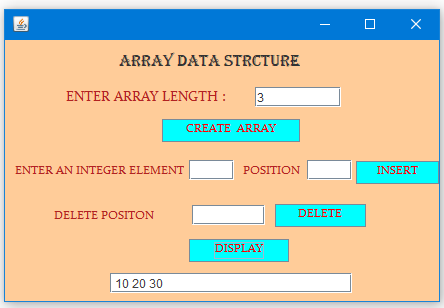 ARRAY DATA STRCTURE
ENTER ARRAY LENGTH : 3
CREATE ARRAY
ENTER AN INTEGER ELEMENT POSITION INSERT
DELETE POSITON DELETE
DISPLAY
10 20 30